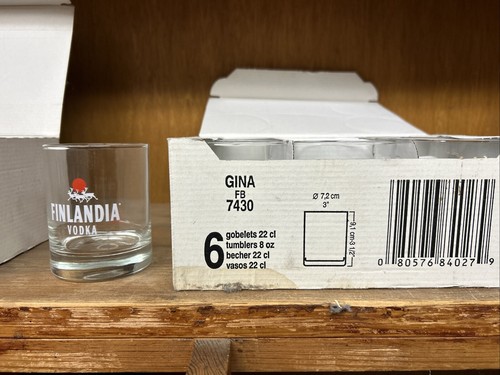 FINLANDIA
VODKA
GINA
FB
7430
6
gobelets 22 cl
tumblers 8 oz
becher 22 cl
vasos 22 cl
Ø 7,2 cm
3"
9,1 cm-3 1/2"
0 80576 84027 9